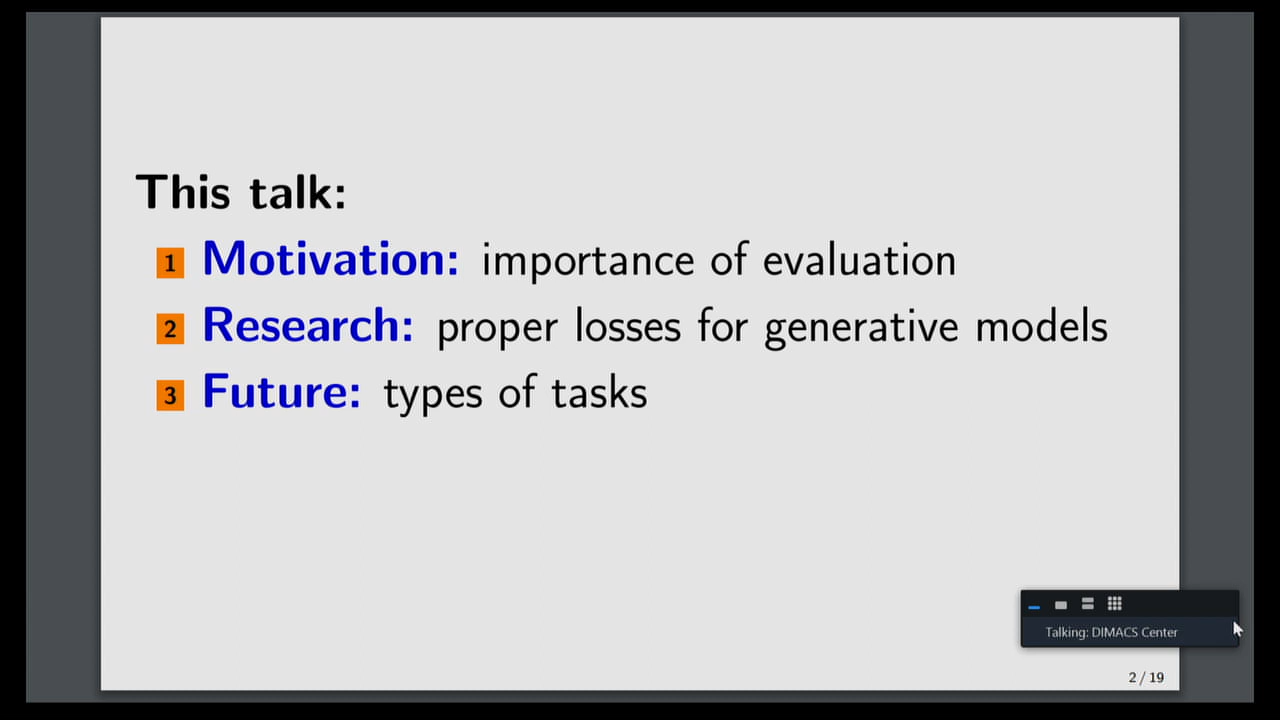 This talk:
1 Motivation: importance of evaluation
2 Research: proper losses for generative models
3 Future: types of tasks
Talking: DIMACS Center
2 / 19